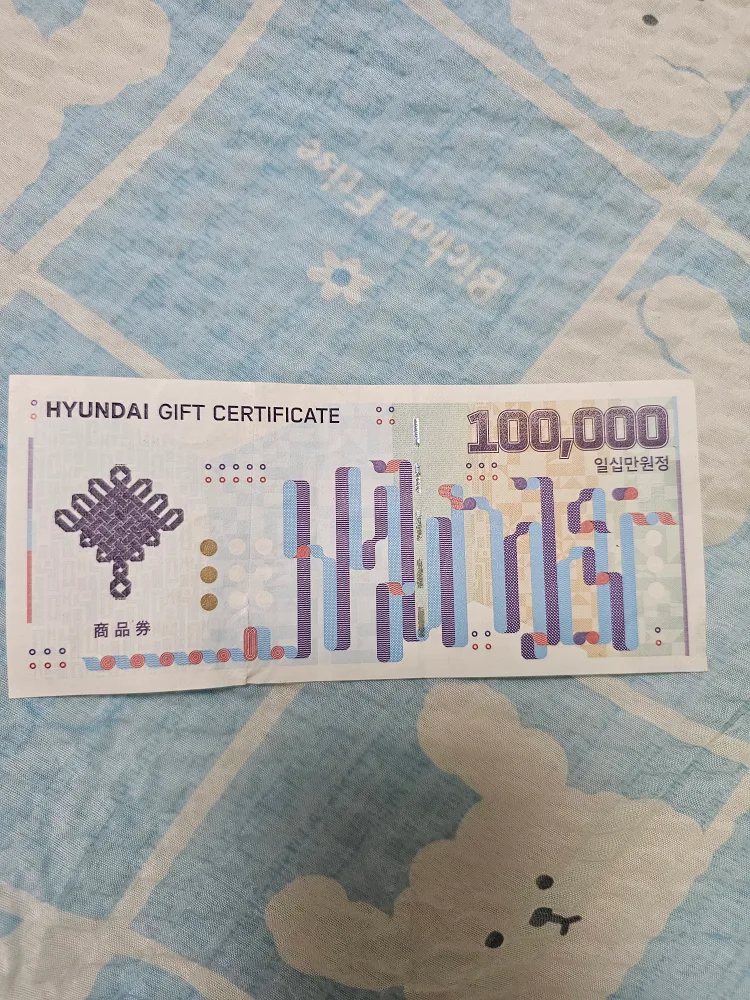 Bichon Frise
HYUNDAI GIFT CERTIFICATE
100,000
일십만원정
商品券